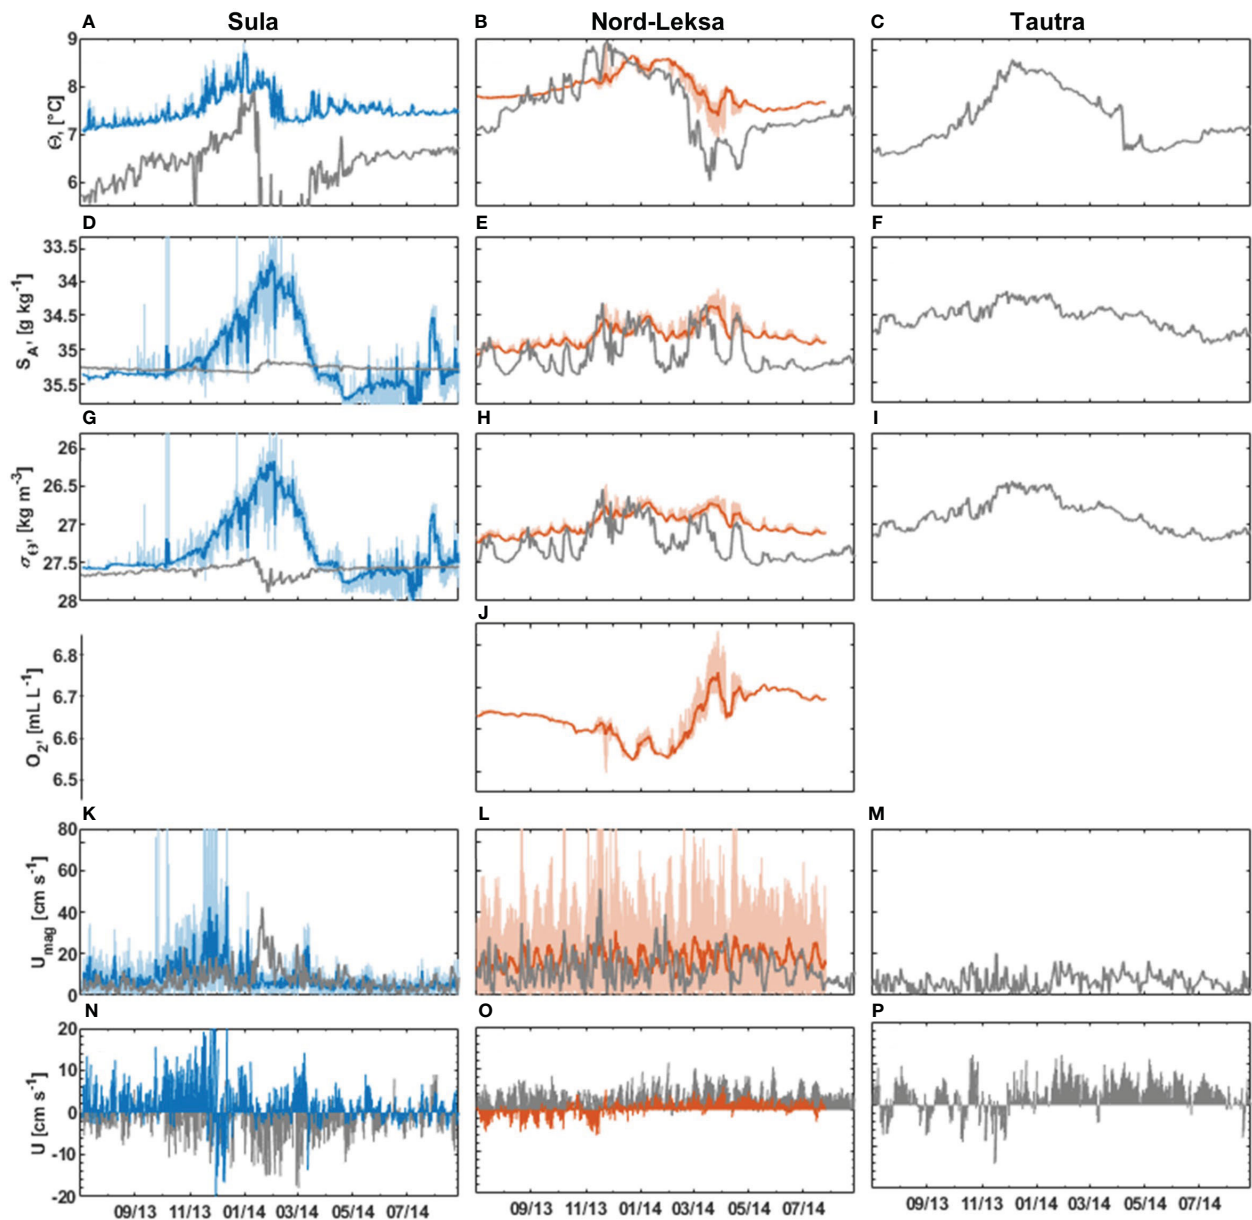 A Sula B Nord-Leksa C Tautra
9
8
7
6
Θ, [°C]
D E F
33.5
34
34.5
35
35.5
S_A, [g kg⁻¹]
G H I
26
26.5
27
27.5
28
σ_Θ, [kg m⁻³]
J
6.8
6.7
6.6
6.5
O₂, [mL L⁻¹]
K L M
80
60
40
20
0
U_mag [cm s⁻¹]
N O P
20
10
0
-10
-20
U [cm s⁻¹]
09/13 11/13 01/14 03/14 05/14 07/14 09/13 11/13 01/14 03/14 05/14 07/14 09/13 11/13 01/14 03/14 05/14 07/14